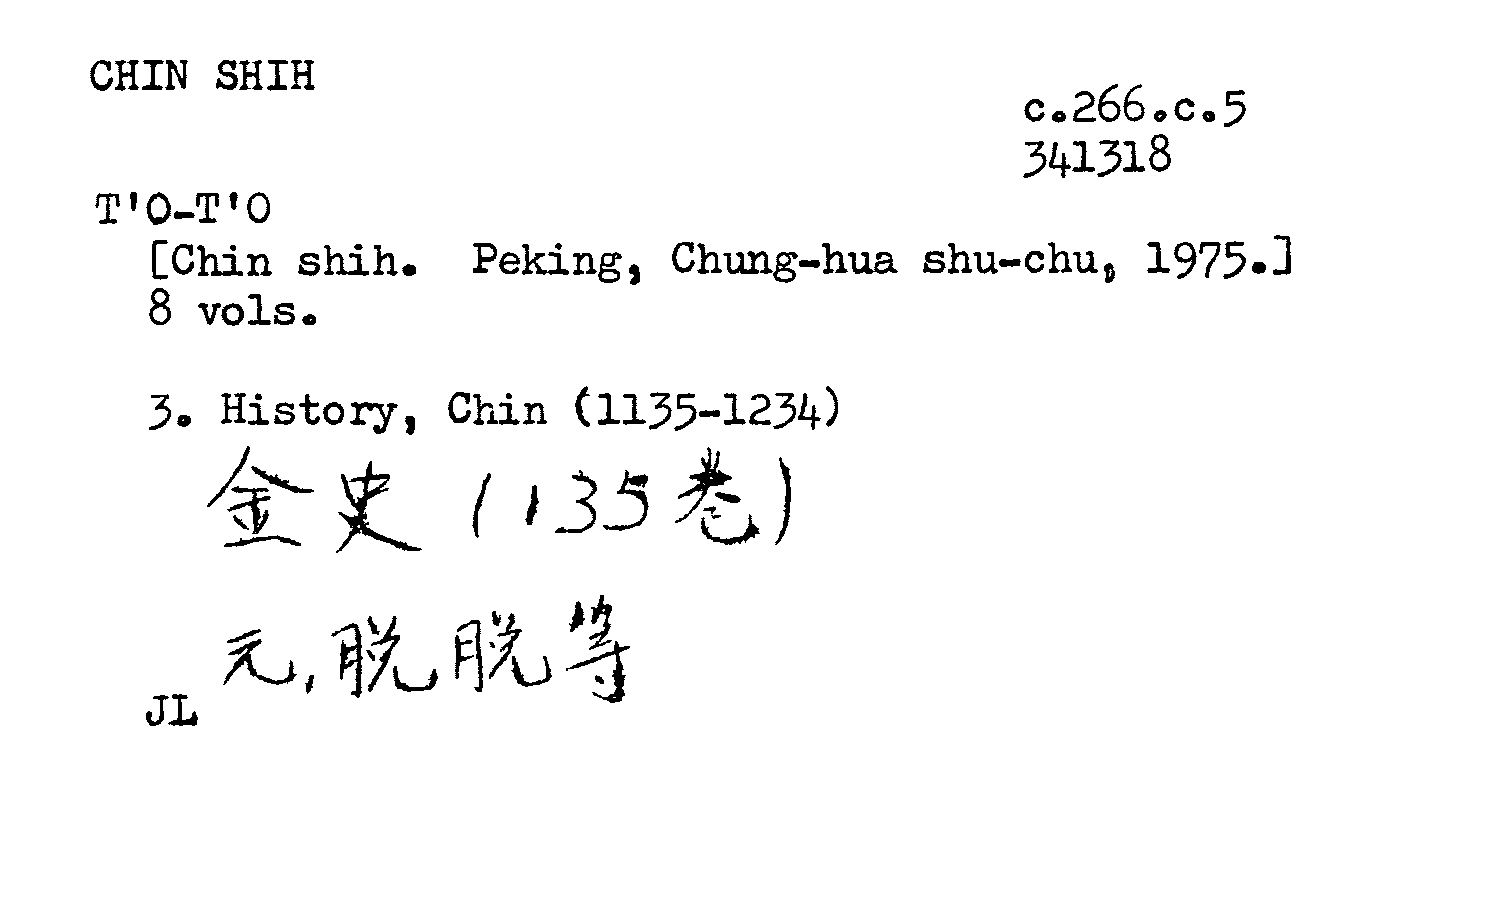 CHIN SHIH
c.266.c.5
341318
T'O-T'O
[Chin shih. Peking, Chung-hua shu-chu, 1975.]
8 vols.
3. History, Chin (1135-1234)
金史(135卷)
元,脱脱等
JL